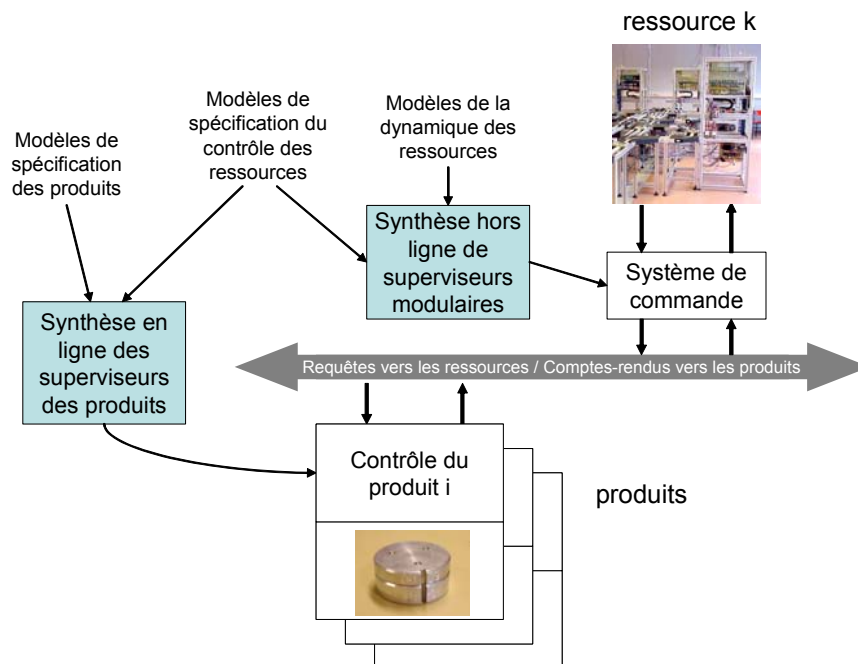 ressource k
Modèles de
spécification
des produits
Modèles de
spécification du
contrôle des
ressources
Modèles de la
dynamique des
ressources
Synthèse hors
ligne de
superviseurs
modulaires
Système de
commande
Synthèse en
ligne des
superviseurs
des produits
Requêtes vers les ressources / Comptes-rendus vers les produits
Contrôle du
produit i
produits